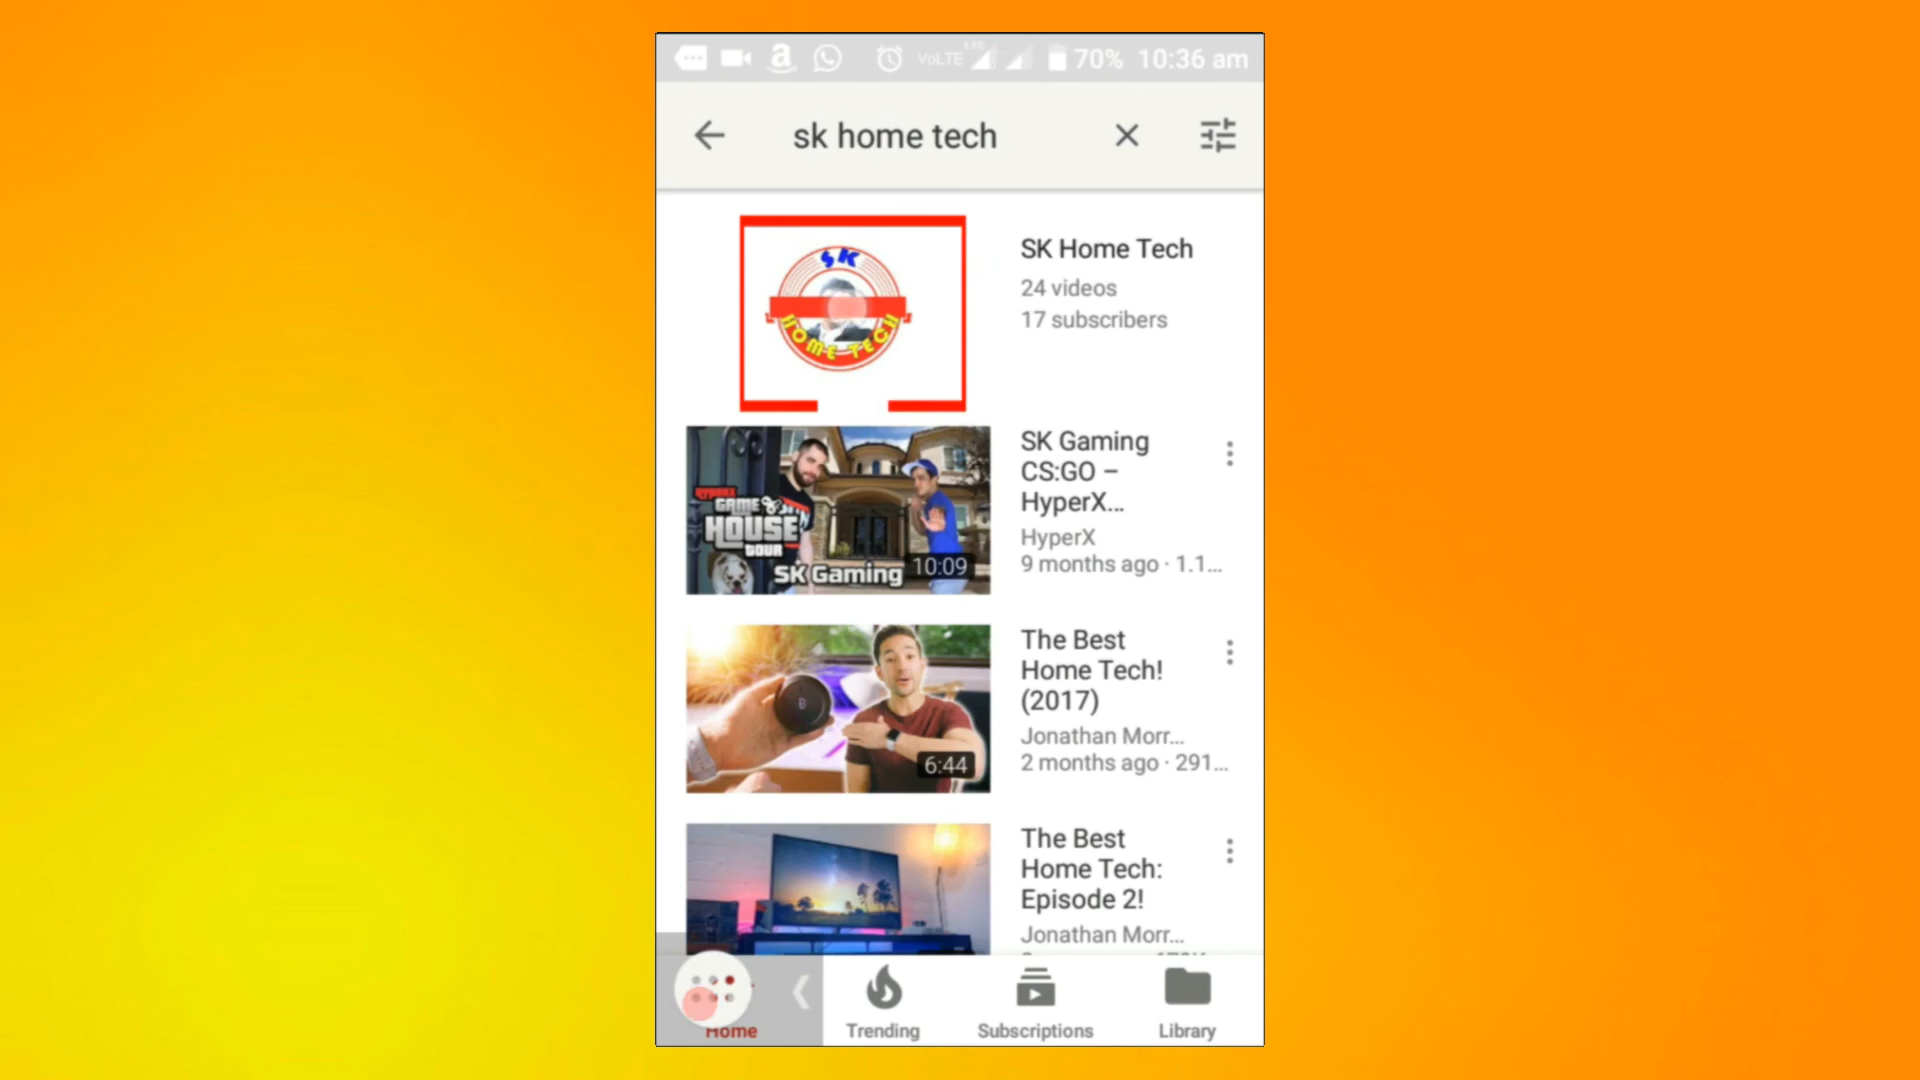 VoLTE LTE 70% 10:36 am
sk home tech
SK
HOME TECH
SK Home Tech
24 videos
17 subscribers
HYPERX
GAME
HOUSE
TOUR
SK Gaming
10:09
SK Gaming
CS:GO –
HyperX...
HyperX
9 months ago · 1.1...
6:44
The Best
Home Tech!
(2017)
Jonathan Morr...
2 months ago · 291...
The Best
Home Tech:
Episode 2!
Jonathan Morr...
Home
Trending
Subscriptions
Library